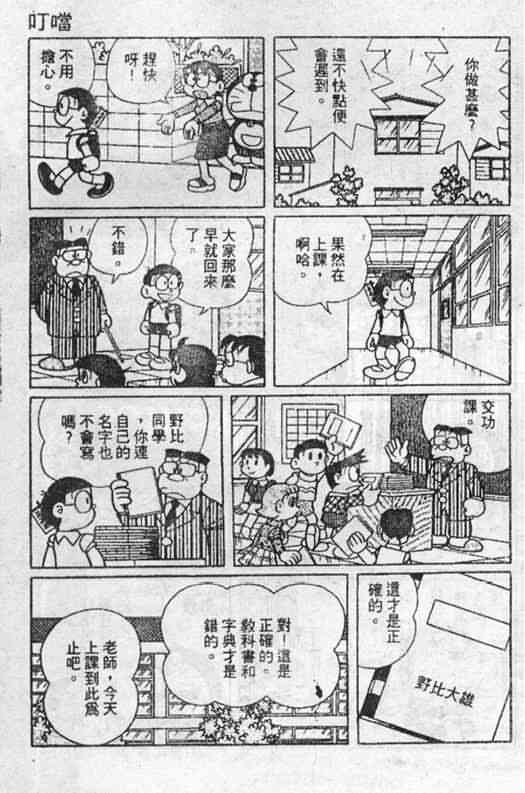 叮噹
你做甚麼？
還不快點便
會遲到。
趕快
呀！
不用
擔心。
果然在
上課，
啊哈。
大家那麼
早就回來
了。
不錯。
交功
課。
野比
同學
，你連
自己的
名字也
不會寫
嗎？
這才是正
確的。
野比大雄
對！這是
正確的。
教科書和
字典才是
錯的。
老師，今天
上課到此為
止吧。